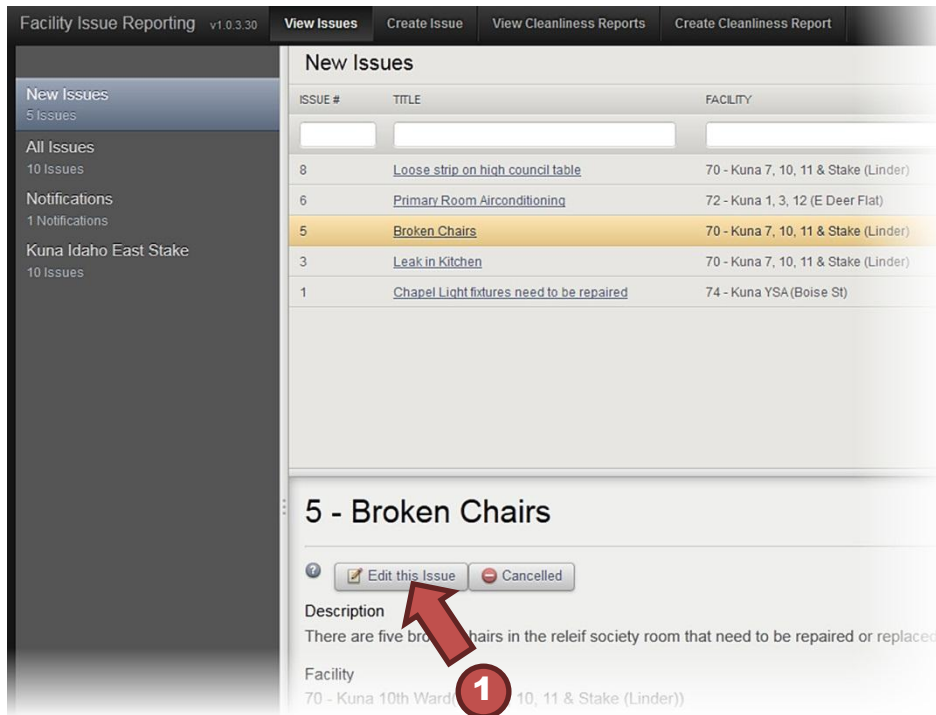 Facility Issue Reporting v1.0.3.30 View Issues Create Issue View Cleanliness Reports Create Cleanliness Report
New Issues
5 Issues
All Issues
10 Issues
Notifications
1 Notifications
Kuna Idaho East Stake
10 Issues
New Issues
ISSUE # TITLE FACILITY
8 Loose strip on high council table 70 - Kuna 7, 10, 11 & Stake (Linder)
6 Primary Room Airconditioning 72 - Kuna 1, 3, 12 (E Deer Flat)
5 Broken Chairs 70 - Kuna 7, 10, 11 & Stake (Linder)
3 Leak in Kitchen 70 - Kuna 7, 10, 11 & Stake (Linder)
1 Chapel Light fixtures need to be repaired 74 - Kuna YSA (Boise St)
5 - Broken Chairs
Edit this Issue Cancelled
Description
There are five hairs in the releif society room that need to be repaired or replaced
Facility
70 - Kuna 10th Ward( 10, 11 & Stake (Linder))
1